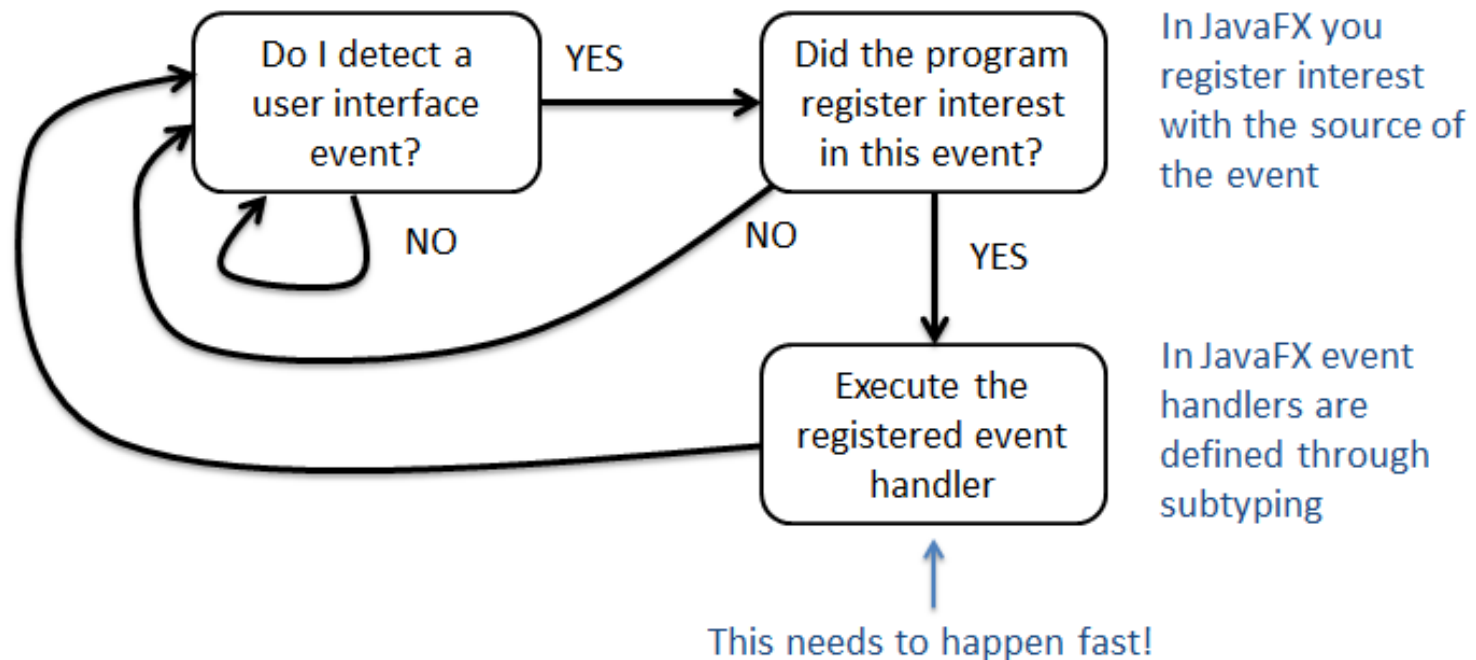 Do I detect a
user interface
event?
YES
Did the program
register interest
in this event?
In JavaFX you
register interest
with the source of
the event
NO
NO
YES
Execute the
registered event
handler
In JavaFX event
handlers are
defined through
subtyping
This needs to happen fast!